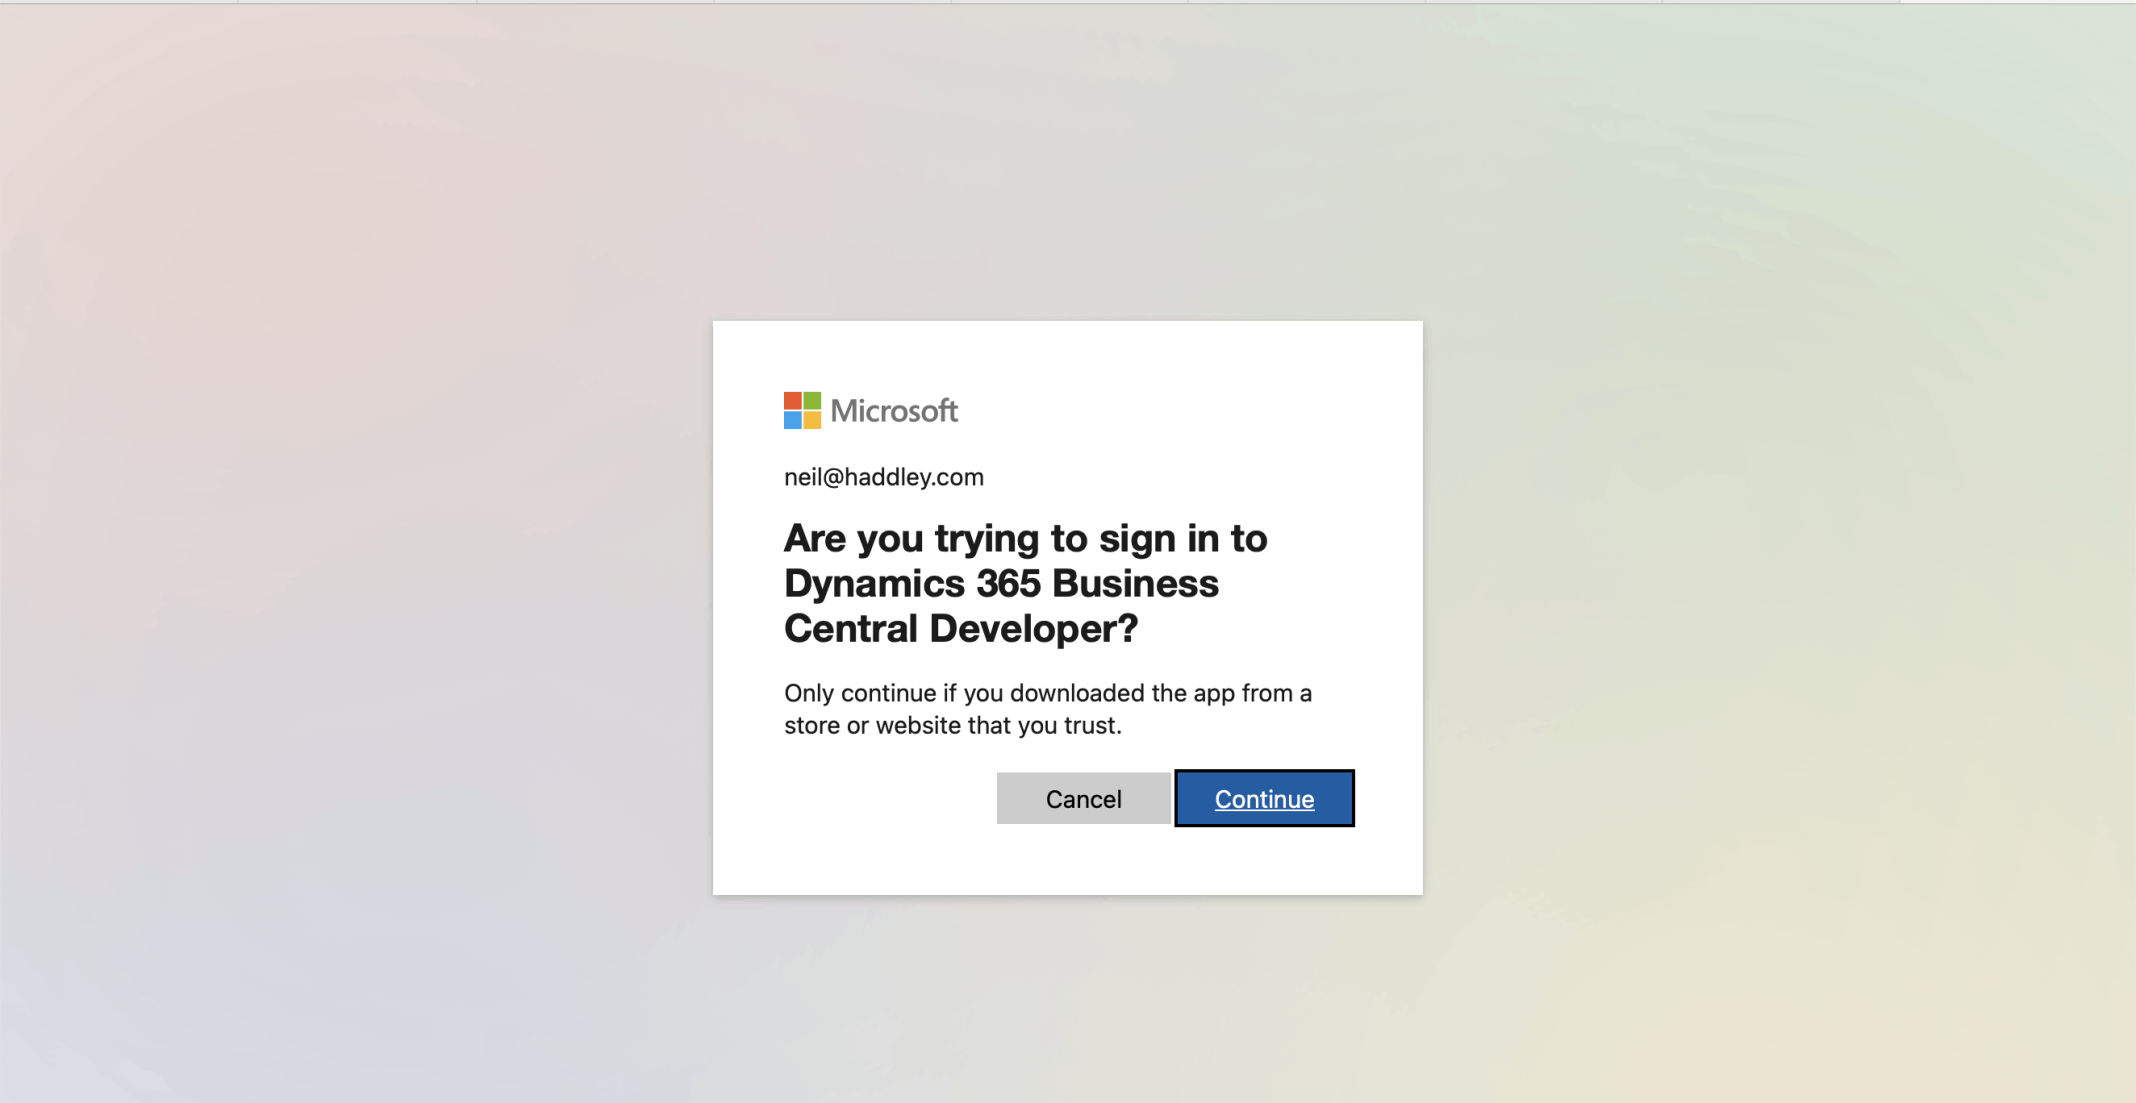 Microsoft
neil@haddley.com
Are you trying to sign in to
Dynamics 365 Business
Central Developer?
Only continue if you downloaded the app from a
store or website that you trust.
Cancel
Continue